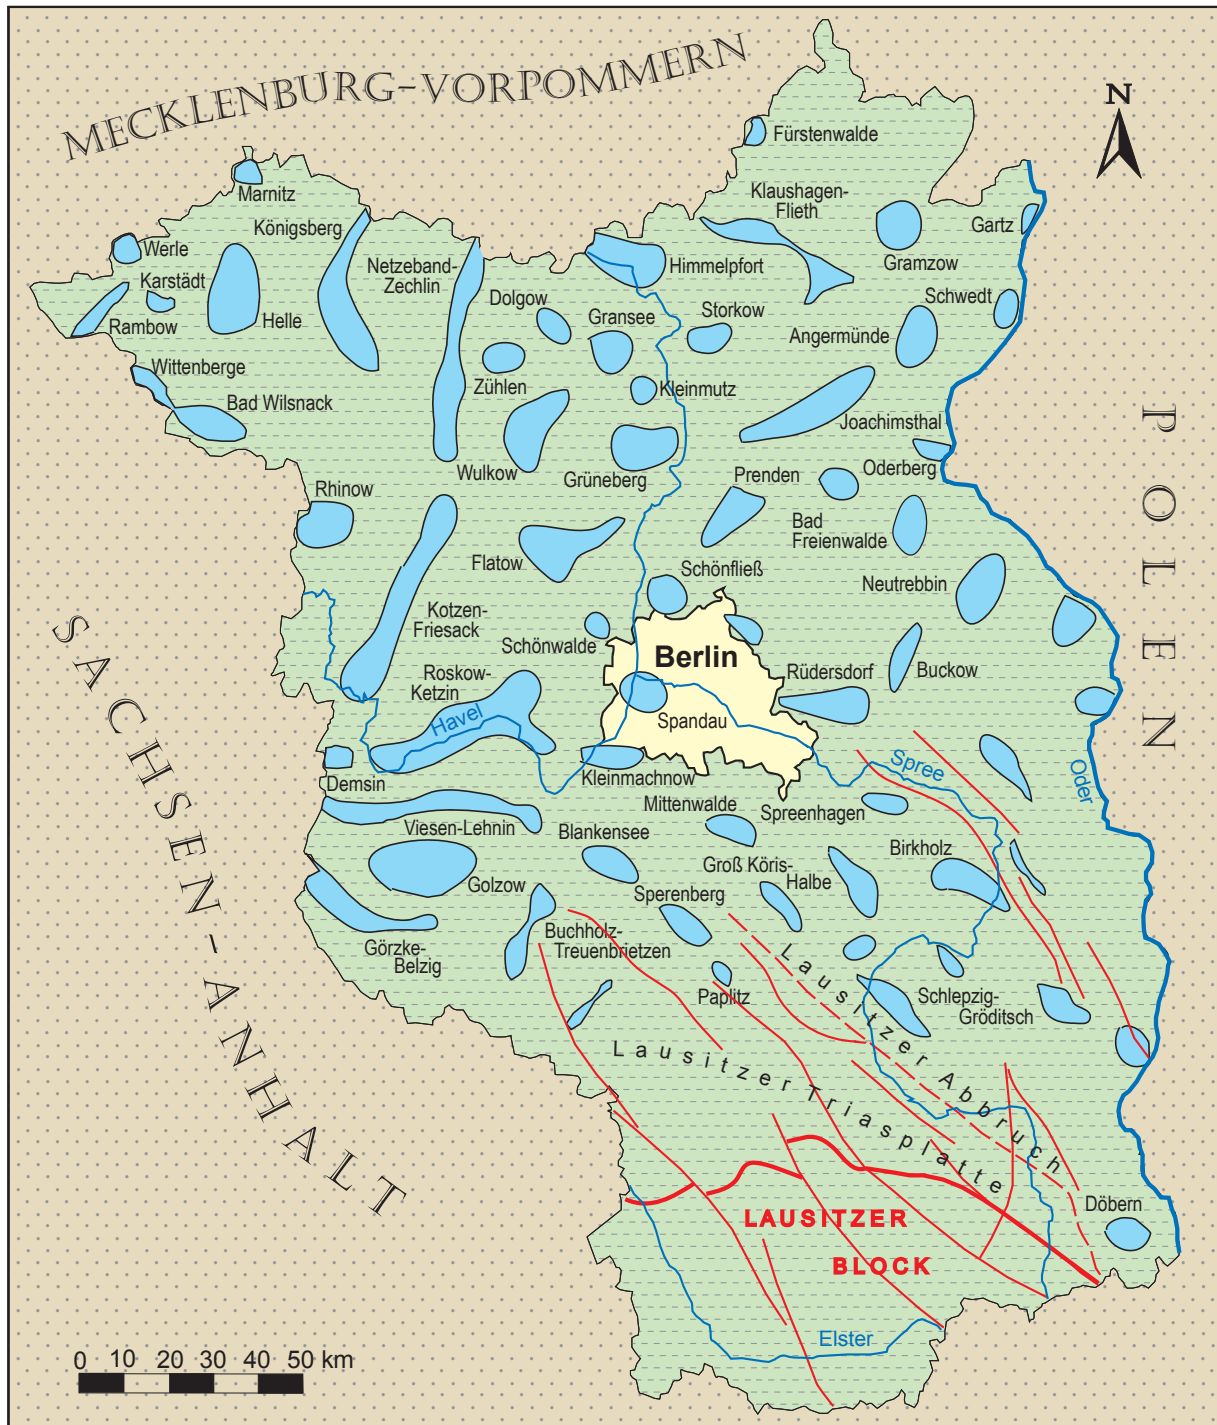 MECKLENBURG-VORPOMMERN
N
Fürstenwalde
Marnitz
Klaushagen-
Flieth
Königsberg
Gartz
Werle
Gramzow
Netzeband-
Zechlin
Himmelpfort
Karstädt
Dolgow
Schwedt
Rambow
Helle
Gransee
Storkow
Angermünde
Wittenberge
Zühlen
Kleinmutz
Bad Wilsnack
Joachimsthal
POLEN
Wulkow
Grüneberg
Prenden
Oderberg
Rhinow
Bad
Freienwalde
Flatow
Schönfließ
Neutrebbin
Kotzen-
Friesack
Schönwalde
Berlin
SACHSEN-ANHALT
Roskow-
Ketzin
Rüdersdorf
Buckow
Havel
Spandau
Spree
Oder
Demsin
Kleinmachnow
Mittenwalde
Spreenhagen
Viesen-Lehnin
Blankensee
Birkholz
Groß Köris-
Halbe
Golzow
Sperenberg
Görzke-
Belzig
Buchholz-
Treuenbrietzen
Paplitz
Schlepzig-
Gröditsch
Lausitzer Abbruch
Lausitzer Triasplatte
Döbern
LAUSITZER
BLOCK
Elster
0 10 20 30 40 50 km